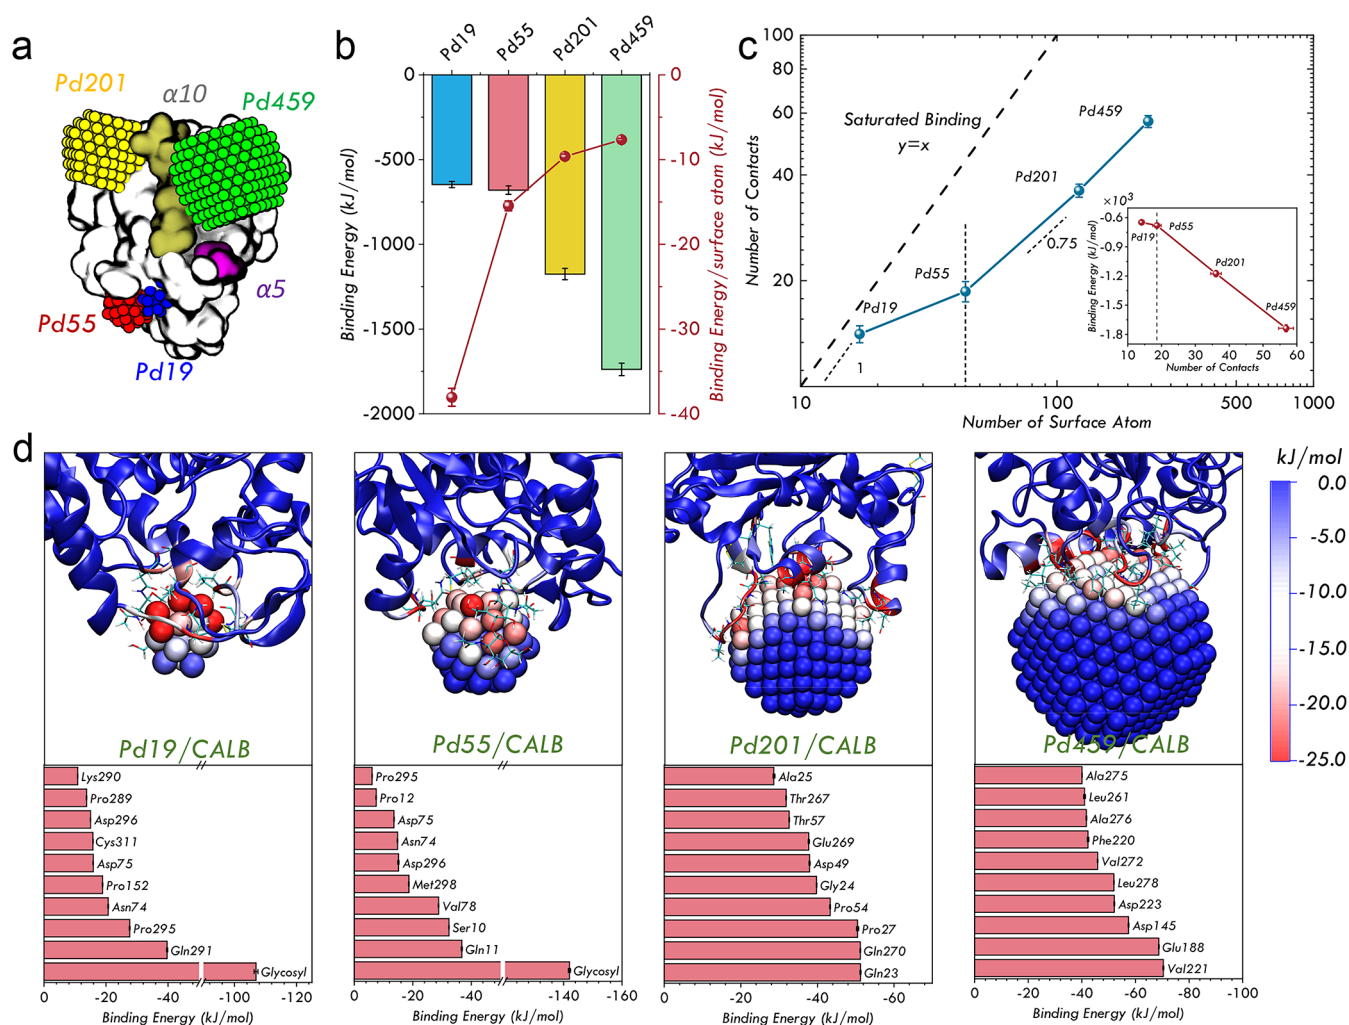 a
Pd201
α10
Pd459
α5
Pd55
Pd19
b
Pd19
Pd55
Pd201
Pd459
0
-500
-1000
-1500
-2000
Binding Energy (kJ/mol)
0
-10
-20
-30
-40
Binding Energy/surface atom (kJ/mol)
c
100
80
60
40
20
Number of Contacts
Saturated Binding
y=x
Pd459
Pd201
Pd55
Pd19
0.75
1
10
100
500
1000
Number of Surface Atom
×10³
-0.6
-0.9
-1.2
-1.5
-1.8
Binding Energy (kJ/mol)
Pd19
Pd55
Pd201
Pd459
10 20 30 40 50 60
Number of Contacts
d
Pd19/CALB
Lys290
Pro289
Asp296
Cys311
Asp75
Pro152
Asn74
Pro295
Gln291
Glycosyl
0 -20 -40 -100 -120
Binding Energy (kJ/mol)
Pd55/CALB
Pro295
Pro12
Asp75
Asn74
Asp296
Met298
Val78
Ser10
Gln11
Glycosyl
0 -20 -40 -140 -160
Binding Energy (kJ/mol)
Pd201/CALB
Ala25
Thr267
Thr57
Glu269
Asp49
Gly24
Pro54
Pro27
Gln270
Gln23
0 -20 -40 -60
Binding Energy (kJ/mol)
Pd459/CALB
Ala275
Leu261
Ala276
Phe220
Val272
Leu278
Asp223
Asp145
Glu188
Val221
0 -20 -40 -60 -80 -100
Binding Energy (kJ/mol)
kJ/mol
0.0
-5.0
-10.0
-15.0
-20.0
-25.0